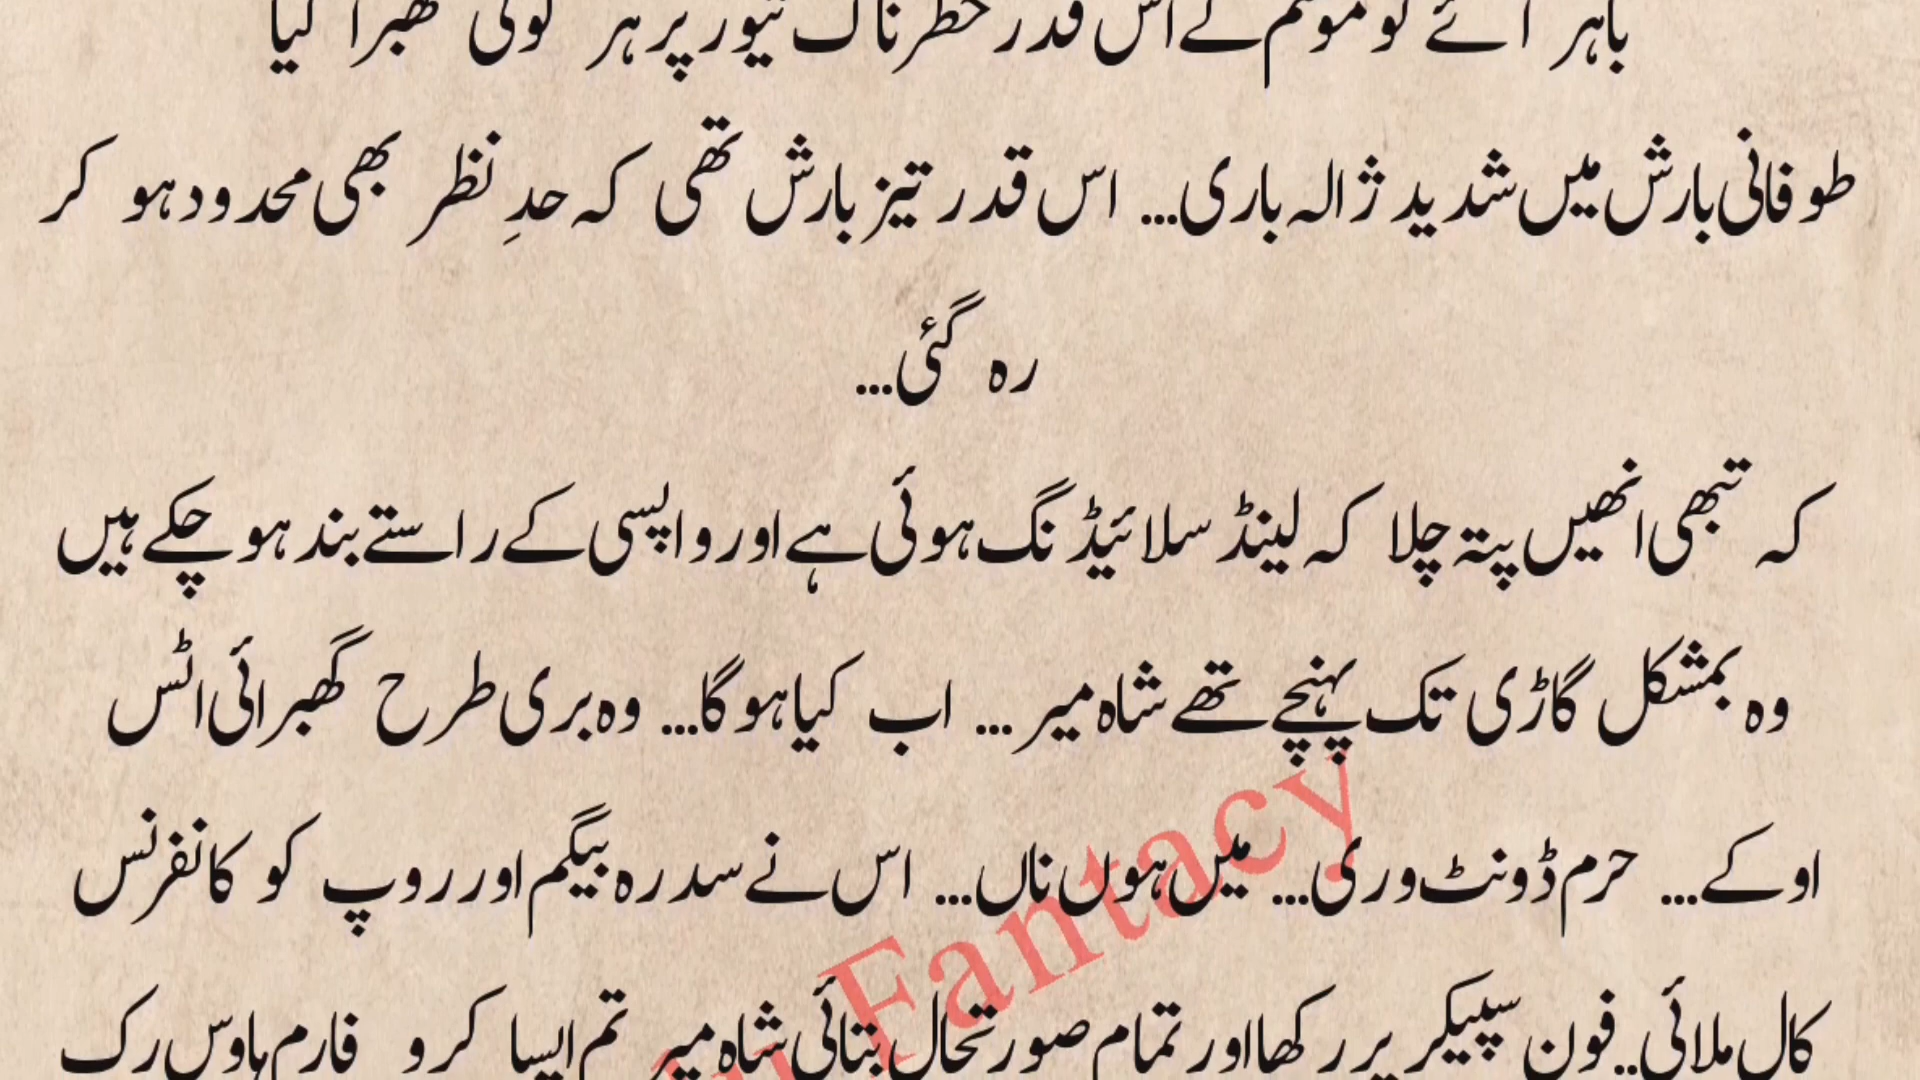 باہر آئے تو موسم کے اس قدر خطرناک تیور پر ہر کوئی گھبرا گیا
طوفانی بارش میں شدید ژالہ باری... اس قدر تیز بارش تھی کہ حدِ نظر بھی محدود ہو کر
رہ گئی...
کہ تبھی انھیں پتہ چلا کہ لینڈ سلائیڈنگ ہوئی ہے اور واپسی کے راستے بند ہو چکے ہیں
وہ بمشکل گاڑی تک پہنچے تھے شاہ میر ... اب کیا ہو گا... وہ بری طرح گھبرائی اٹس
اوکے... حرم ڈونٹ وری... میں ہوں ناں... اس نے سدرہ بیگم اور روپ کو کانفرنس
کال ملائی.. فون سپیکر پر رکھا اور تمام صورتحال بتائی شاہ میر تم ایسا کرو فارم ہاوس رک
Fantacy